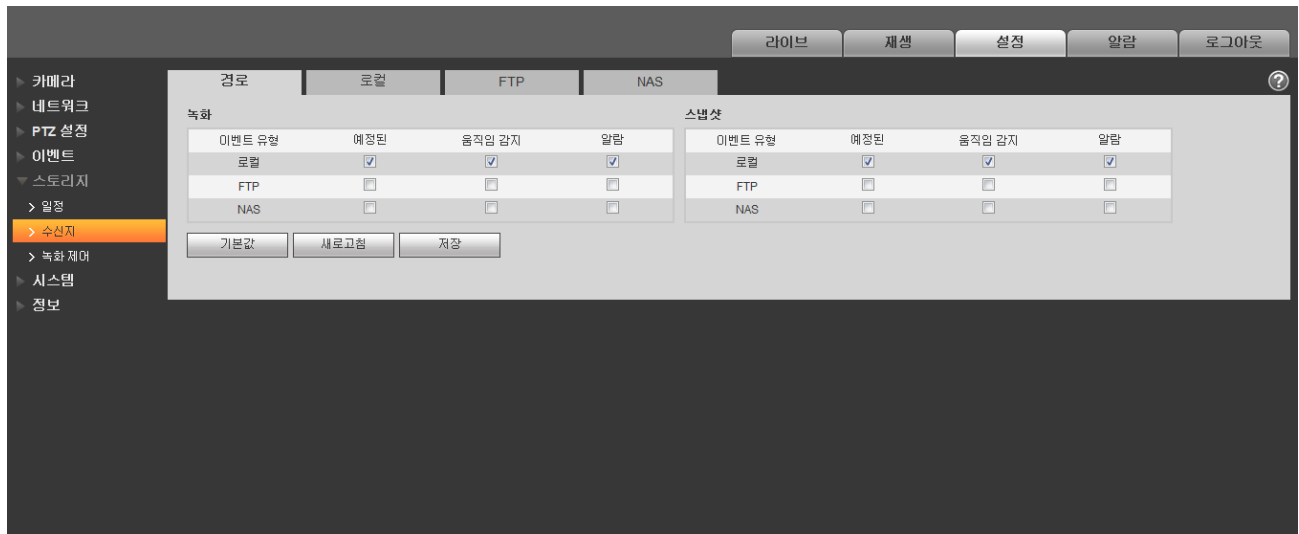 라이브 재생 설정 알람 로그아웃
카메라
네트워크
PTZ 설정
이벤트
스토리지
일정
수신지
녹화 제어
시스템
정보
경로 로컬 FTP NAS ?
녹화
이벤트 유형 예정된 움직임 감지 알람
로컬
FTP
NAS
스냅샷
이벤트 유형 예정된 움직임 감지 알람
로컬
FTP
NAS
기본값 새로고침 저장